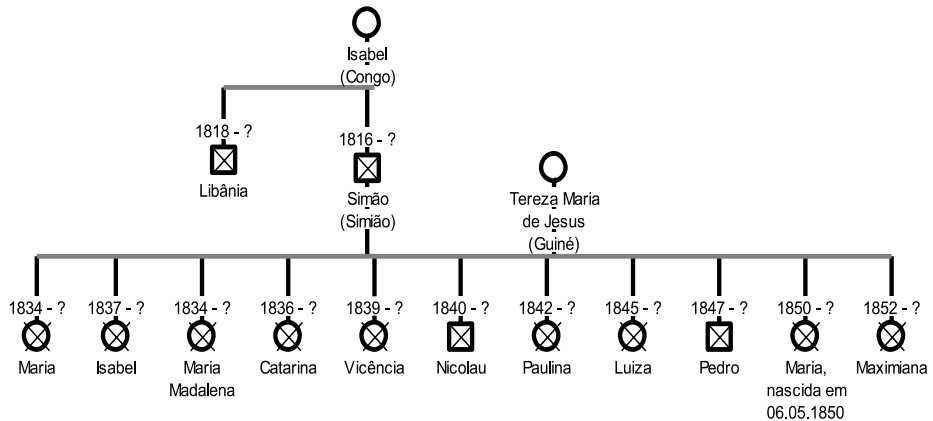 Isabel
(Congo)
1818 - ?
1816 - ?
Libânia
Simão
(Simião)
Tereza Maria
de Jesus
(Guiné)
1834 - ?
1837 - ?
1834 - ?
1836 - ?
1839 - ?
1840 - ?
1842 - ?
1845 - ?
1847 - ?
1850 - ?
1852 - ?
Maria
Isabel
Maria
Madalena
Catarina
Vicência
Nicolau
Paulina
Luiza
Pedro
Maria,
nascida em
06.05.1850
Maximiana